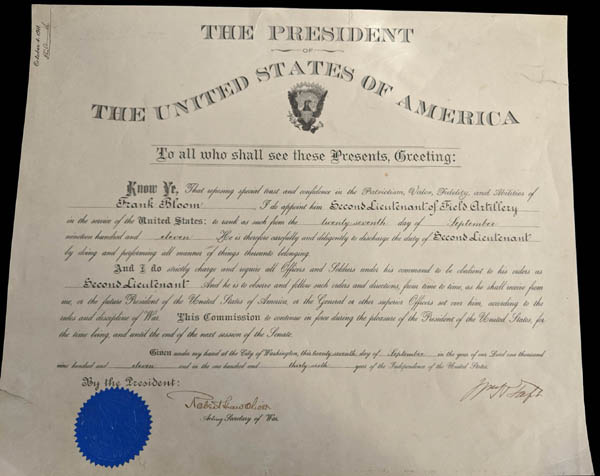 October 4, 1911
THE PRESIDENT
OF
THE UNITED STATES OF AMERICA
To all who shall see these Presents, Greeting:
Know Ye, That reposing special trust and confidence in the Patriotism, Valor, Fidelity, and Abilities of
Frank Bloom, I do appoint him Second Lieutenant of Field Artillery
in the service of the United States: to rank as such from the twenty-seventh day of September
nineteen hundred and eleven He is therefore carefully and diligently to discharge the duty of Second Lieutenant
by doing and performing all manner of things thereunto belonging.
And I do strictly charge and require all Officers and Soldiers under his command to be obedient to his orders as
Second Lieutenant And he is to observe and follow such orders and directions, from time to time, as he shall receive from
me, or the future President of the United States of America, or the General or other superior Officers set over him, according to the
rules and discipline of War. This Commission to continue in force during the pleasure of the President of the United States, for
the time being, and until the end of the next session of the Senate.
Given under my hand at the City of Washington, this twenty-seventh day of September in the year of our Lord one thousand
nine hundred and eleven and in the one hundred and thirty-sixth year of the Independence of the United States.
By the President:
Wm H Taft
Robert Shaw Oliver
Acting Secretary of War.